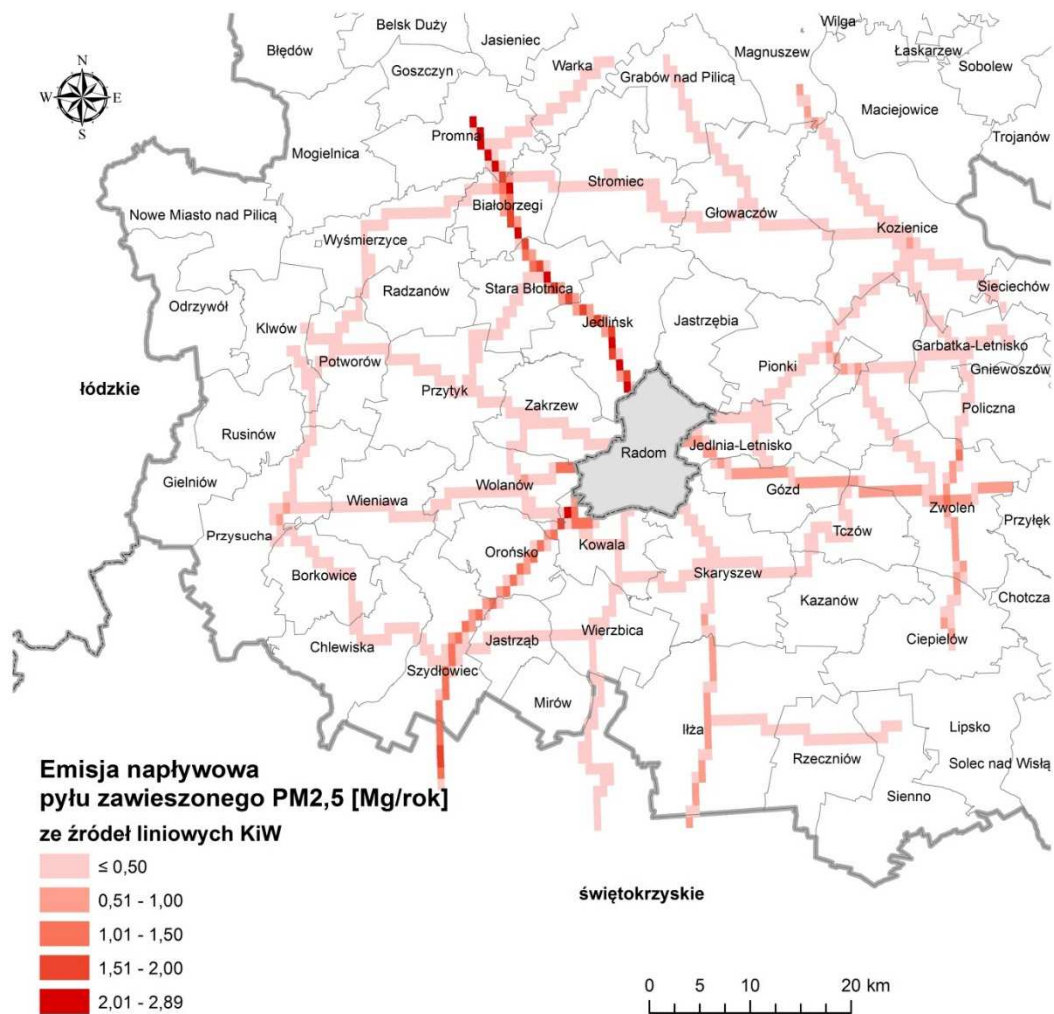 Wilga
Belsk Duży
Błędów
Jasieniec
Magnuszew
Łaskarzew
Warka
Sobolew
Goszczyn
Grabów nad Pilicą
N
W E
S
Maciejowice
Promna
Trojanów
Mogielnica
Stromiec
Białobrzegi
Nowe Miasto nad Pilicą
Głowaczów
Kozienice
Wyśmierzyce
Radzanów
Stara Błotnica
Sieciechów
Odrzywół
Jedlińsk
Jastrzębia
Klwów
Garbatka-Letnisko
Potworów
Pionki
Gniewoszów
łódzkie
Przytyk
Zakrzew
Policzna
Rusinów
Radom
Jedlnia-Letnisko
Gielniów
Wieniawa
Wolanów
Gózd
Zwoleń
Przysucha
Przyłęk
Tczów
Orońsko
Kowala
Borkowice
Skaryszew
Kazanów
Chotcza
Chlewiska
Jastrząb
Wierzbica
Ciepielów
Szydłowiec
Mirów
Iłża
Lipsko
Rzeczniów
Solec nad Wisłą
Sienno
Emisja napływowa
pyłu zawieszonego PM2,5 [Mg/rok]
ze źródeł liniowych KiW
≤ 0,50
0,51 - 1,00
1,01 - 1,50
1,51 - 2,00
2,01 - 2,89
świętokrzyskie
0 5 10 20 km